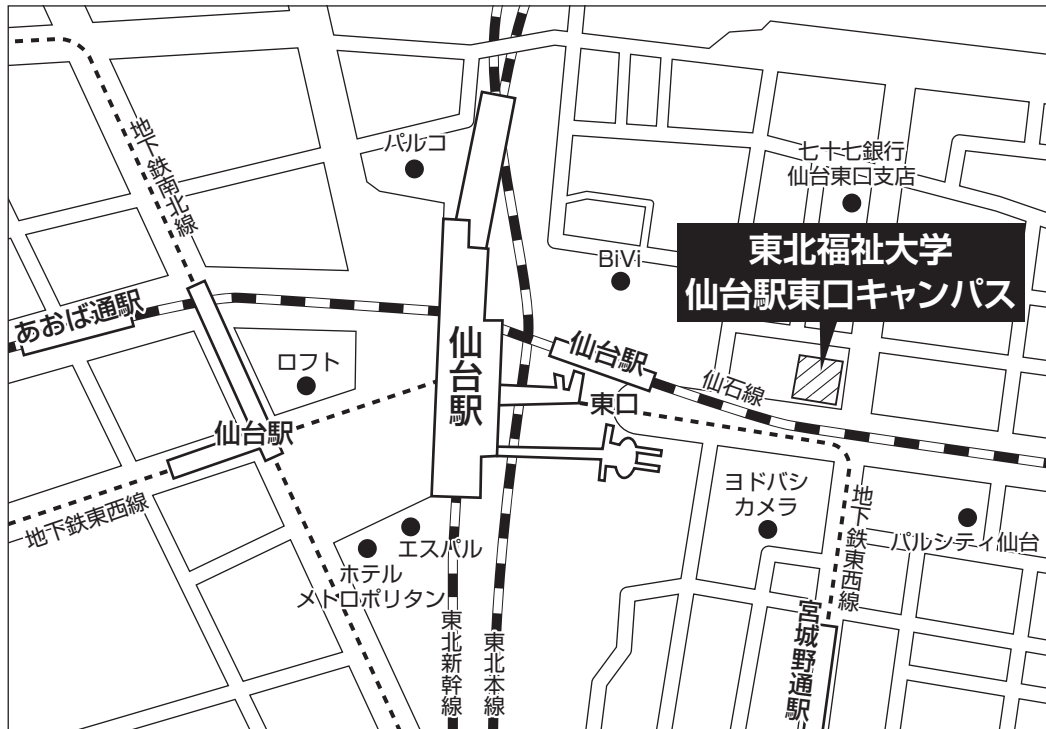 地下鉄南北線
パルコ
七十七銀行
仙台東口支店
東北福祉大学
仙台駅東口キャンパス
BiVi
あおば通駅
仙台駅
仙台駅
仙石線
ロフト
東口
仙台駅
地下鉄東西線
ヨドバシ
カメラ
地下鉄東西線
パルシティ仙台
エスパル
ホテル
メトロポリタン
東北新幹線
東北本線
宮城野通駅